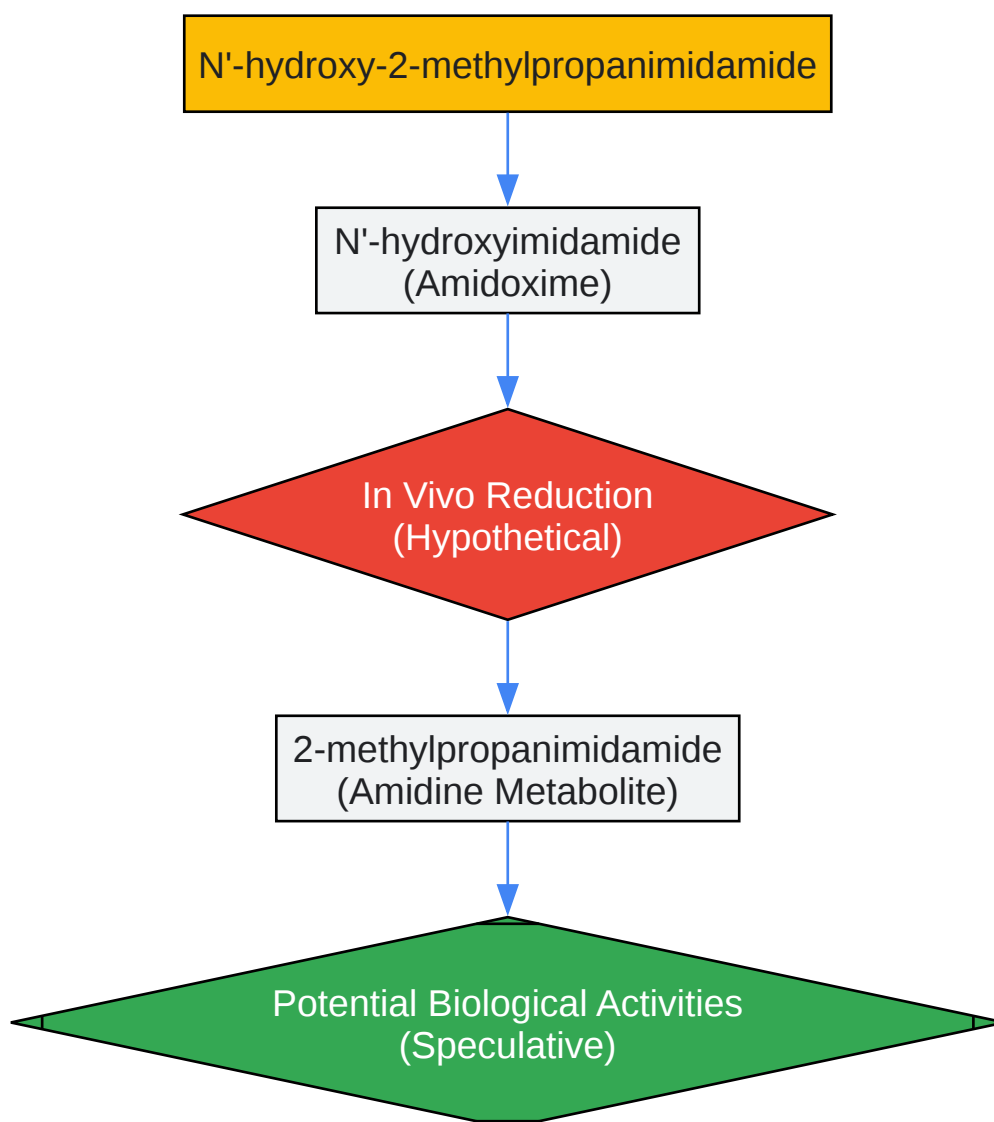 N'-hydroxy-2-methylpropanimidamide
N'-hydroxyimidamide
(Amidoxime)
In Vivo Reduction
(Hypothetical)
2-methylpropanimidamide
(Amidine Metabolite)
Potential Biological Activities
(Speculative)